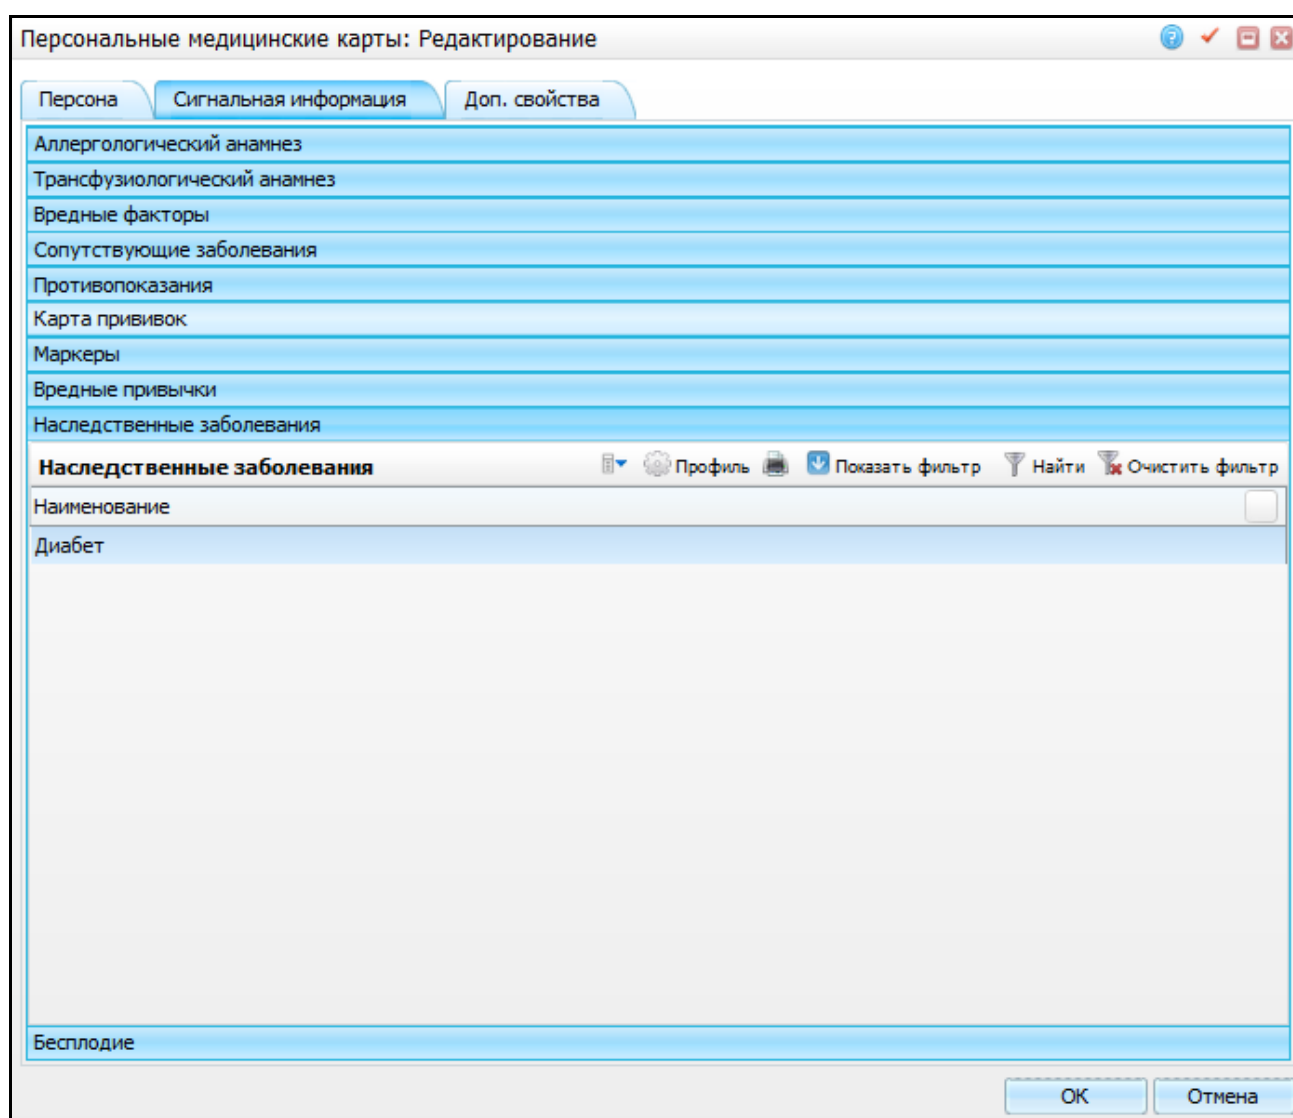 Персональные медицинские карты: Редактирование
Персона Сигнальная информация Доп. свойства
Аллергологический анамнез
Трансфузиологический анамнез
Вредные факторы
Сопутствующие заболевания
Противопоказания
Карта прививок
Маркеры
Вредные привычки
Наследственные заболевания
Наследственные заболевания Профиль Показать фильтр Найти Очистить фильтр
Наименование
Диабет
Бесплодие
ОК Отмена